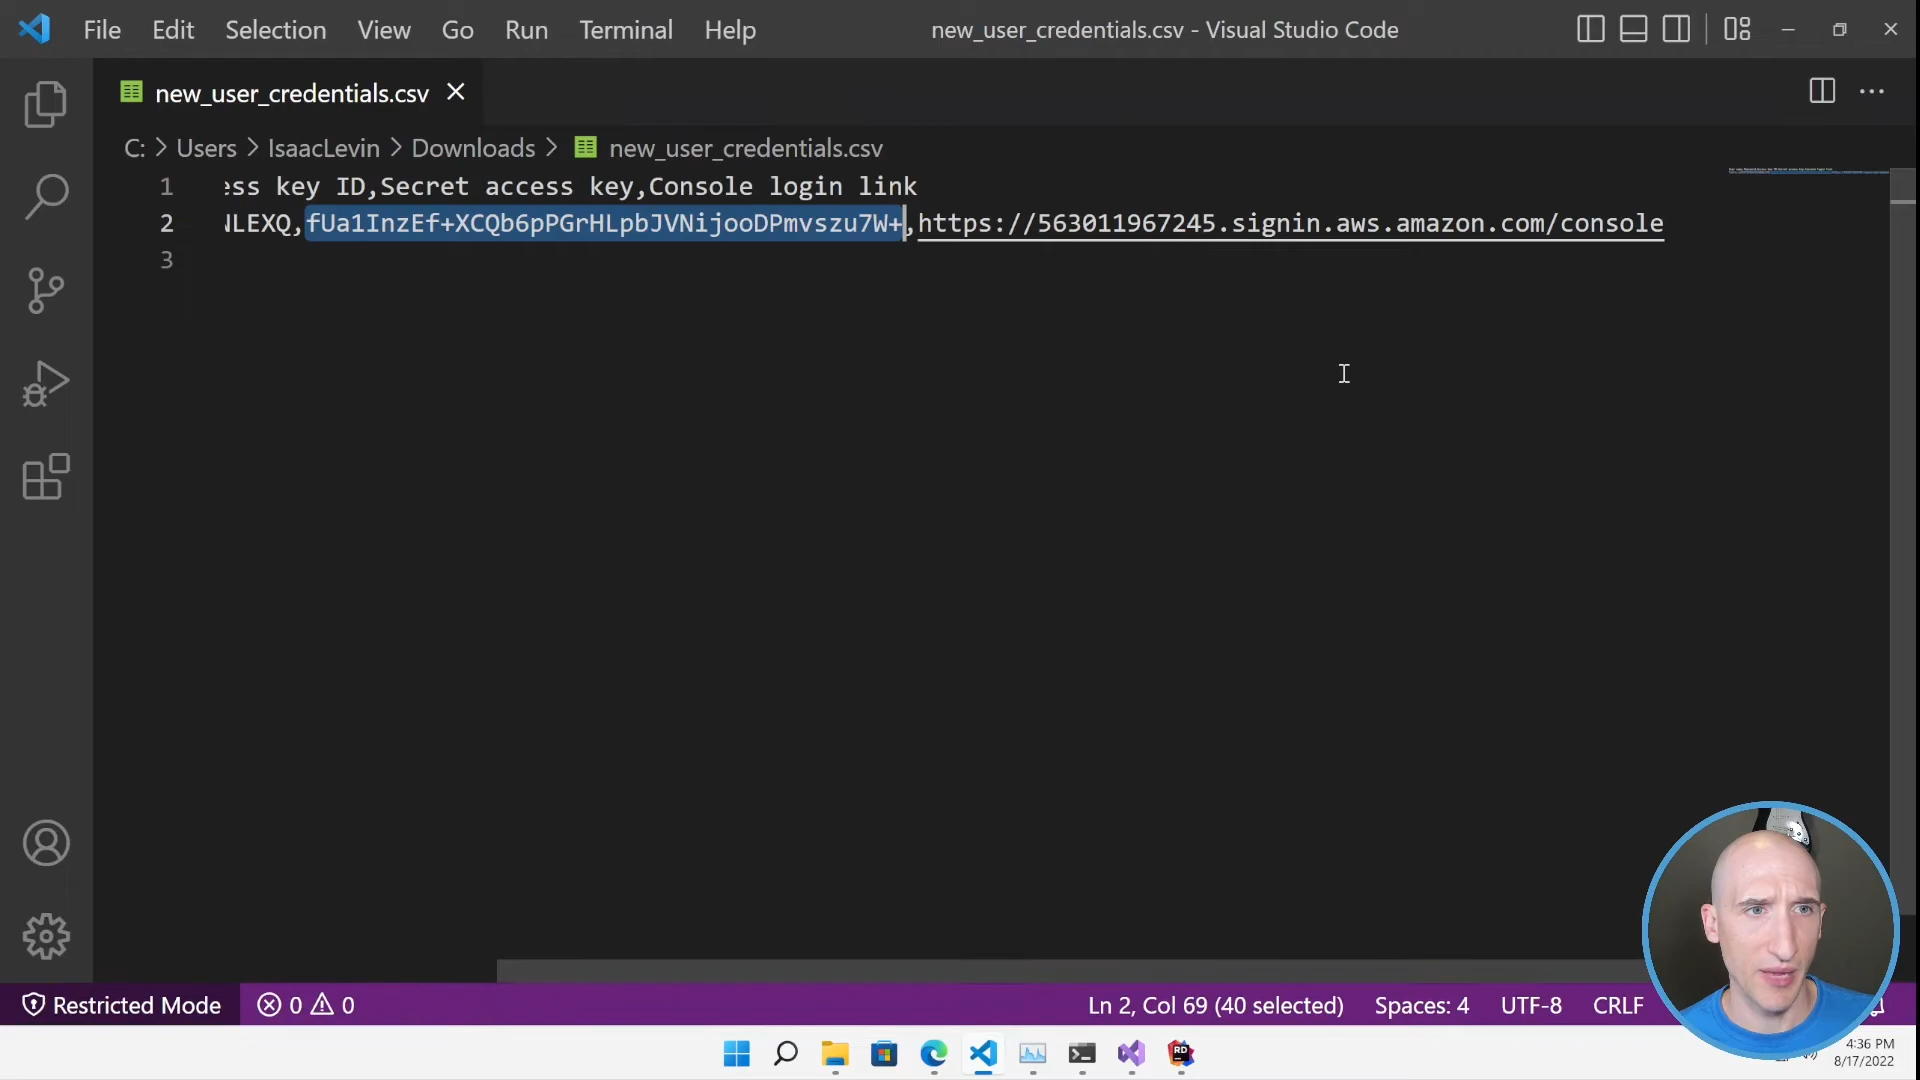 File Edit Selection View Go Run Terminal Help new_user_credentials.csv - Visual Studio Code
new_user_credentials.csv
C: > Users > IsaacLevin > Downloads > new_user_credentials.csv
1 ess key ID,Secret access key,Console login link
2 NLEXQ,fUa1InzEf+XCQb6pPGrHLpbJVNijooDPmvszu7W+,https://563011967245.signin.aws.amazon.com/console
3
Restricted Mode 0 0 Ln 2, Col 69 (40 selected) Spaces: 4 UTF-8 CRLF
RD
4:36 PM
8/17/2022